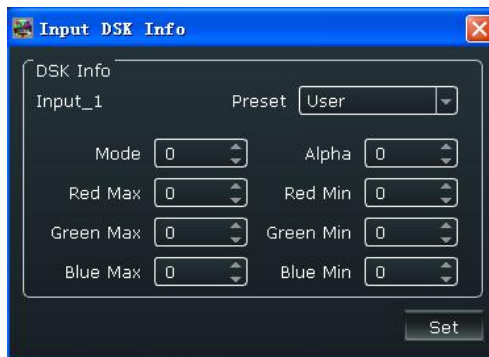 Input DSK Info
DSK Info
Input_1 Preset User
Mode 0 Alpha 0
Red Max 0 Red Min 0
Green Max 0 Green Min 0
Blue Max 0 Blue Min 0
Set